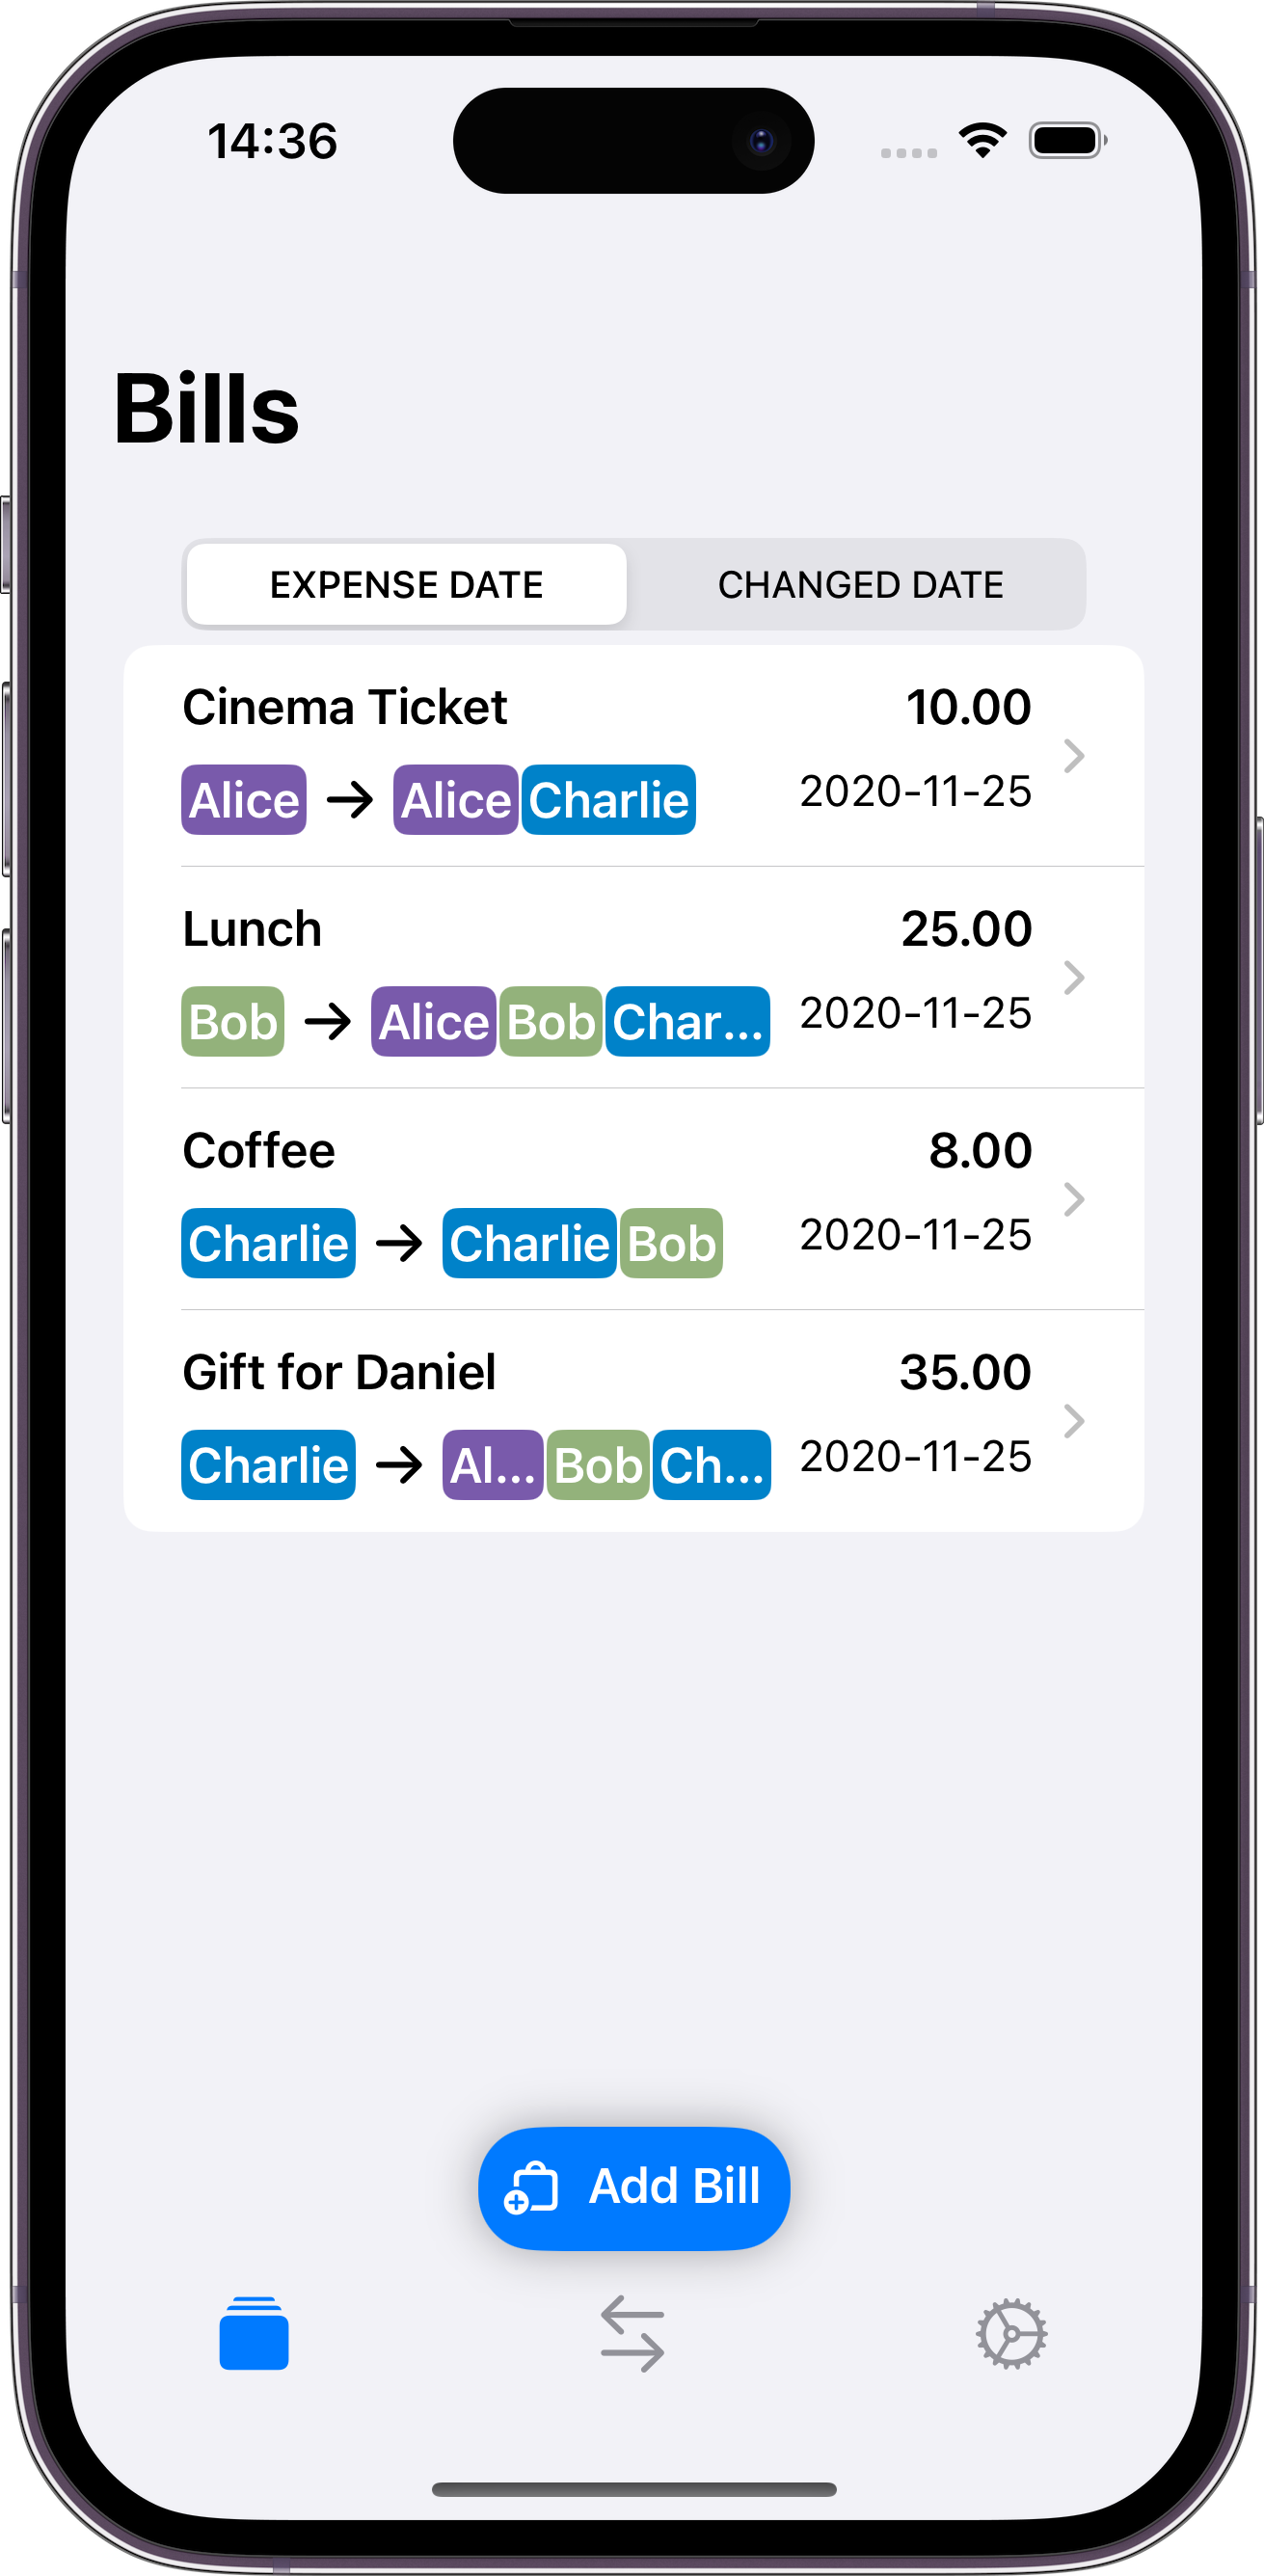 14:36
Bills
EXPENSE DATE CHANGED DATE
Cinema Ticket 10.00
Alice → Alice Charlie 2020-11-25
Lunch 25.00
Bob → Alice Bob Char... 2020-11-25
Coffee 8.00
Charlie → Charlie Bob 2020-11-25
Gift for Daniel 35.00
Charlie → Al... Bob Ch... 2020-11-25
Add Bill